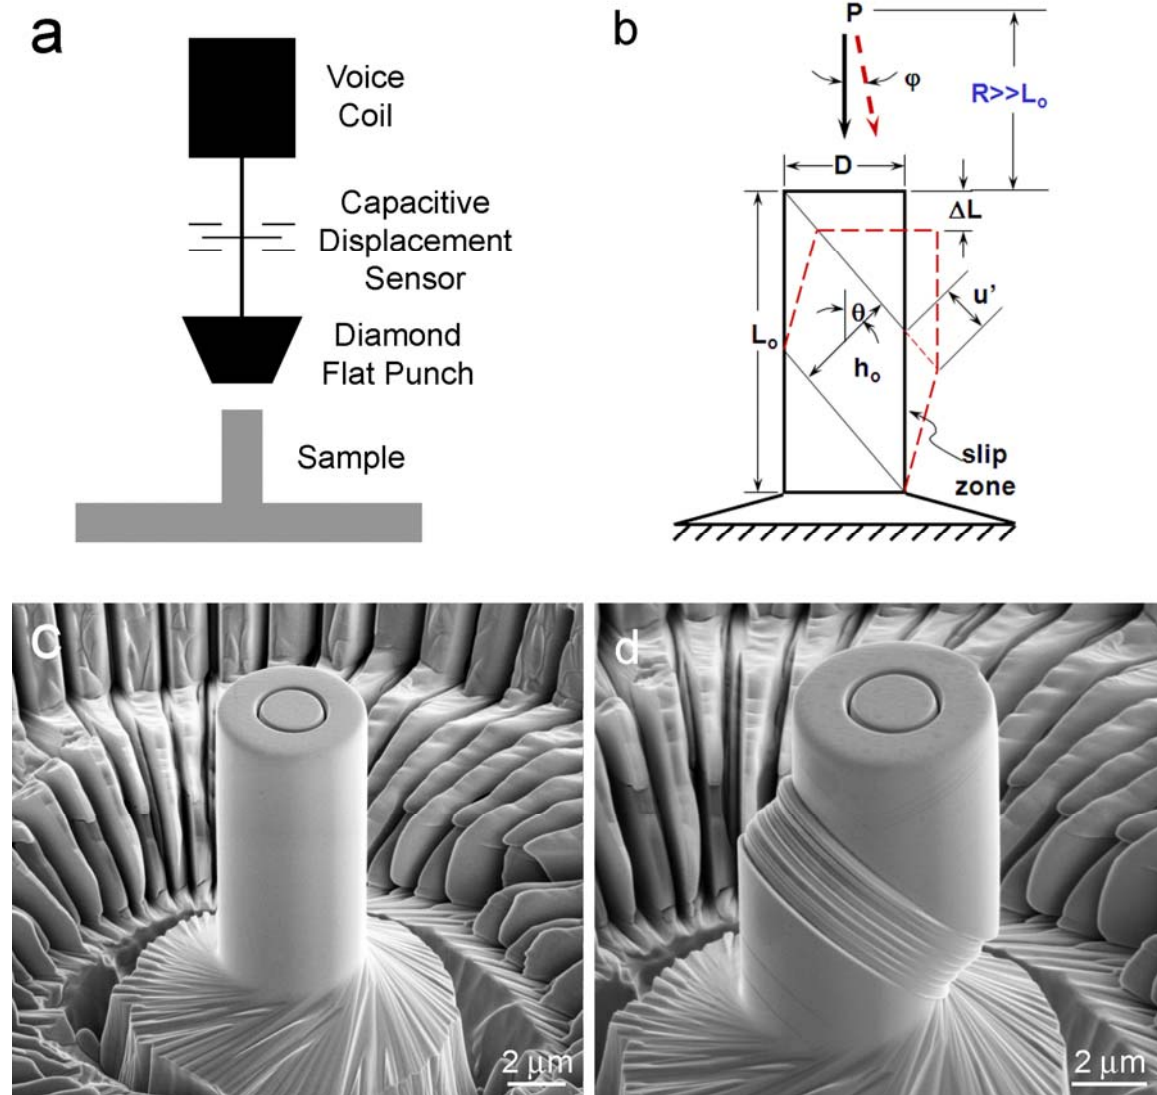 a
Voice
Coil
Capacitive
Displacement
Sensor
Diamond
Flat Punch
Sample
b
P
φ
R>>Lo
D
ΔL
θ
u'
Lo
ho
slip
zone
c
2 μm
d
2 μm